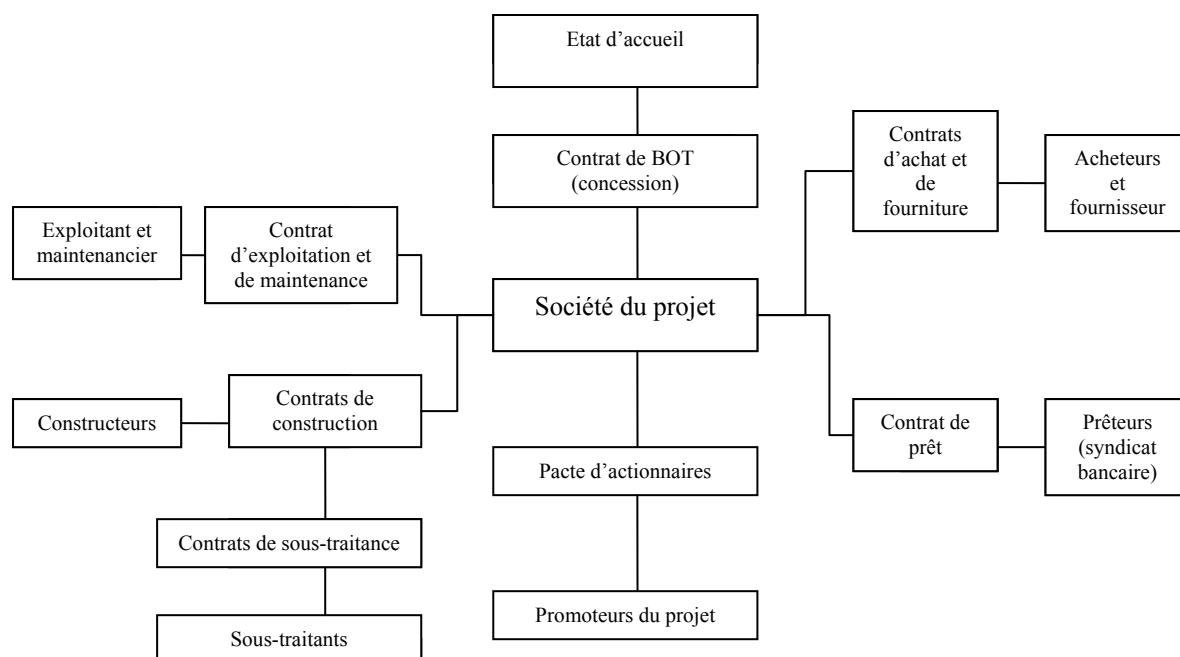 Etat d’accueil
Contrat de BOT
(concession)
Contrats
d’achat et
de
fourniture
Acheteurs
et
fournisseur
Exploitant et
maintenancier
Contrat
d’exploitation et
de maintenance
Société du projet
Constructeurs
Contrats de
construction
Contrat de
prêt
Prêteurs
(syndicat
bancaire)
Pacte d’actionnaires
Contrats de sous-traitance
Promoteurs du projet
Sous-traitants